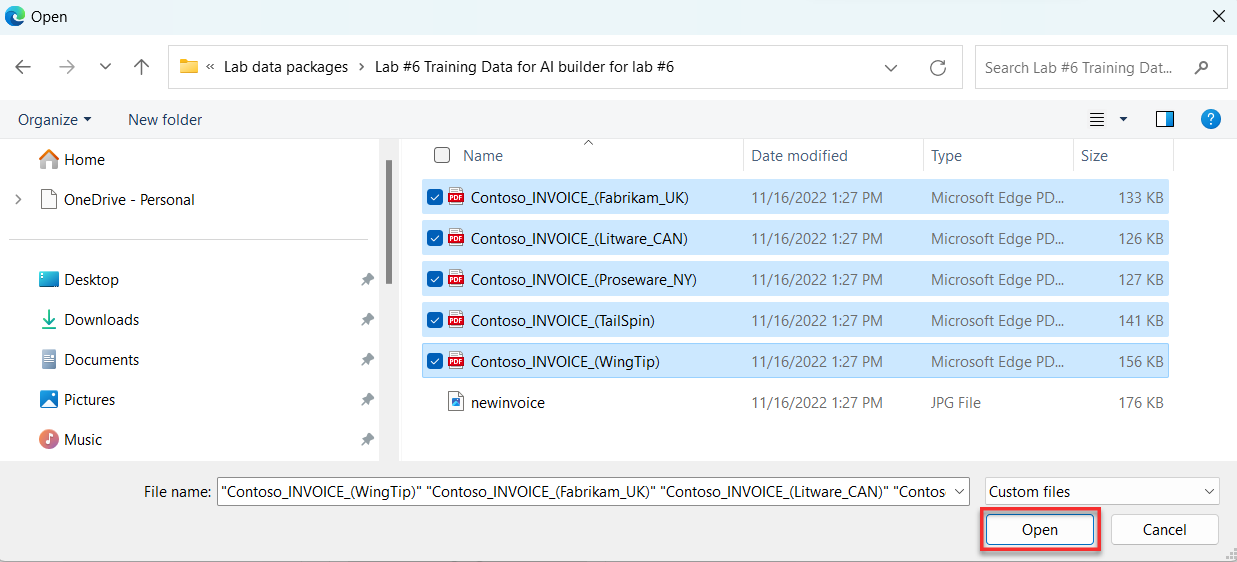 Open
« Lab data packages › Lab #6 Training Data for AI builder for lab #6
Search Lab #6 Training Dat...
Organize
New folder
?
Home
OneDrive - Personal
Desktop
Downloads
Documents
Pictures
Music
Name Date modified Type Size
PDF Contoso_INVOICE_(Fabrikam_UK) 11/16/2022 1:27 PM Microsoft Edge PD... 133 KB
PDF Contoso_INVOICE_(Litware_CAN) 11/16/2022 1:27 PM Microsoft Edge PD... 126 KB
PDF Contoso_INVOICE_(Proseware_NY) 11/16/2022 1:27 PM Microsoft Edge PD... 127 KB
PDF Contoso_INVOICE_(TailSpin) 11/16/2022 1:27 PM Microsoft Edge PD... 141 KB
PDF Contoso_INVOICE_(WingTip) 11/16/2022 1:27 PM Microsoft Edge PD... 156 KB
newinvoice 11/16/2022 1:27 PM JPG File 176 KB
File name: "Contoso_INVOICE_(WingTip)" "Contoso_INVOICE_(Fabrikam_UK)" "Contoso_INVOICE_(Litware_CAN)" "Contos
Custom files
Open
Cancel